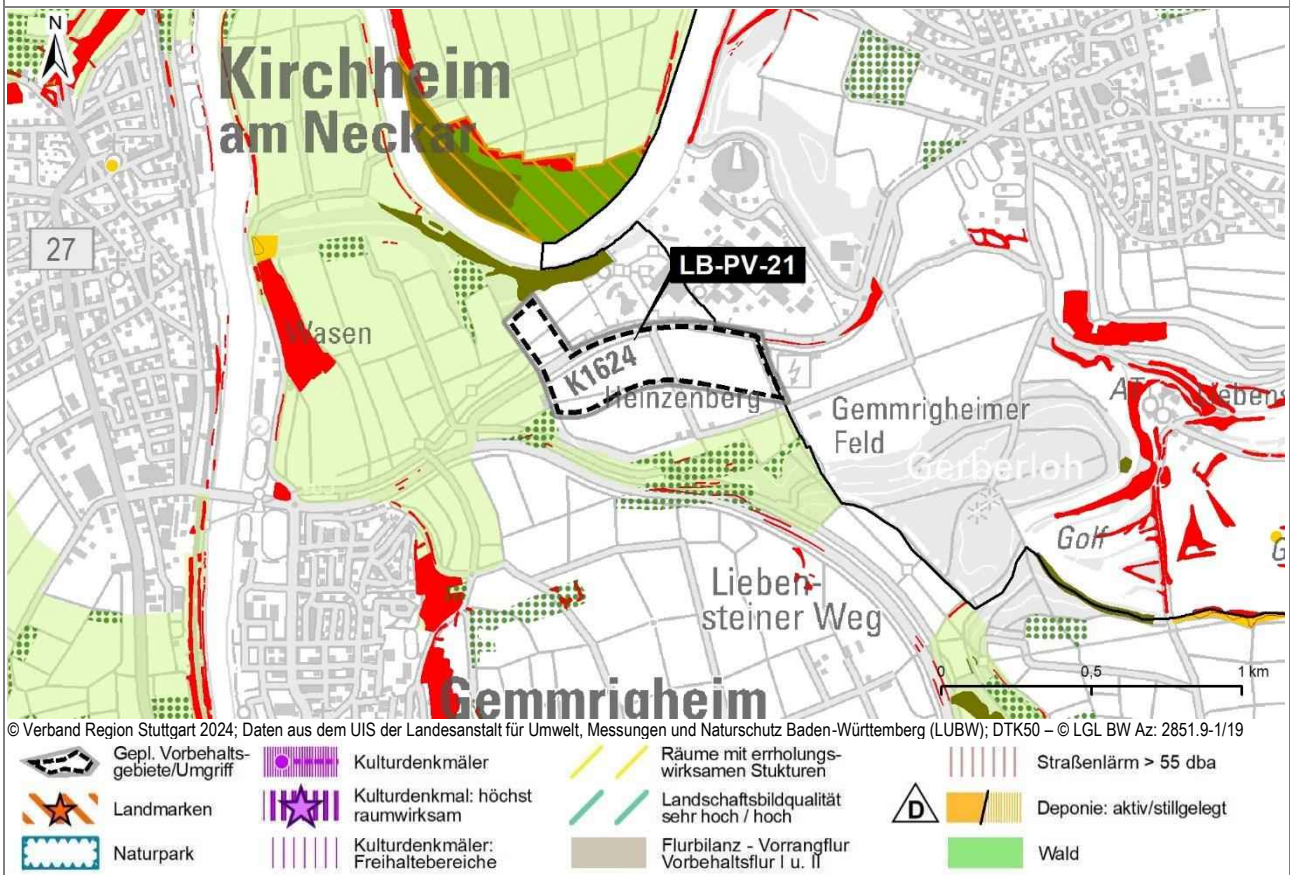 N
Kirchheim
am Neckar
27
LB-PV-21
Wasen
K1624
Heinzenberg
Gemmrigheimer
Feld
Gerberloh
Golf
Lieben-
steiner Weg
Gemmrigheim
0 0,5 1 km
© Verband Region Stuttgart 2024; Daten aus dem UIS der Landesanstalt für Umwelt, Messungen und Naturschutz Baden-Württemberg (LUBW); DTK50 – © LGL BW Az: 2851.9-1/19
Gepl. Vorbehalts-
gebiete/Umgriff
Landmarken
Naturpark
Kulturdenkmäler
Kulturdenkmal: höchst
raumwirksam
Kulturdenkmäler:
Freihaltebereiche
Räume mit errholungs-
wirksamen Stukturen
Landschaftsbildqualität
sehr hoch / hoch
Flurbilanz - Vorrangflur
Vorbehaltsflur I u. II
Straßenlärm > 55 dba
D
Deponie: aktiv/stillgelegt
Wald